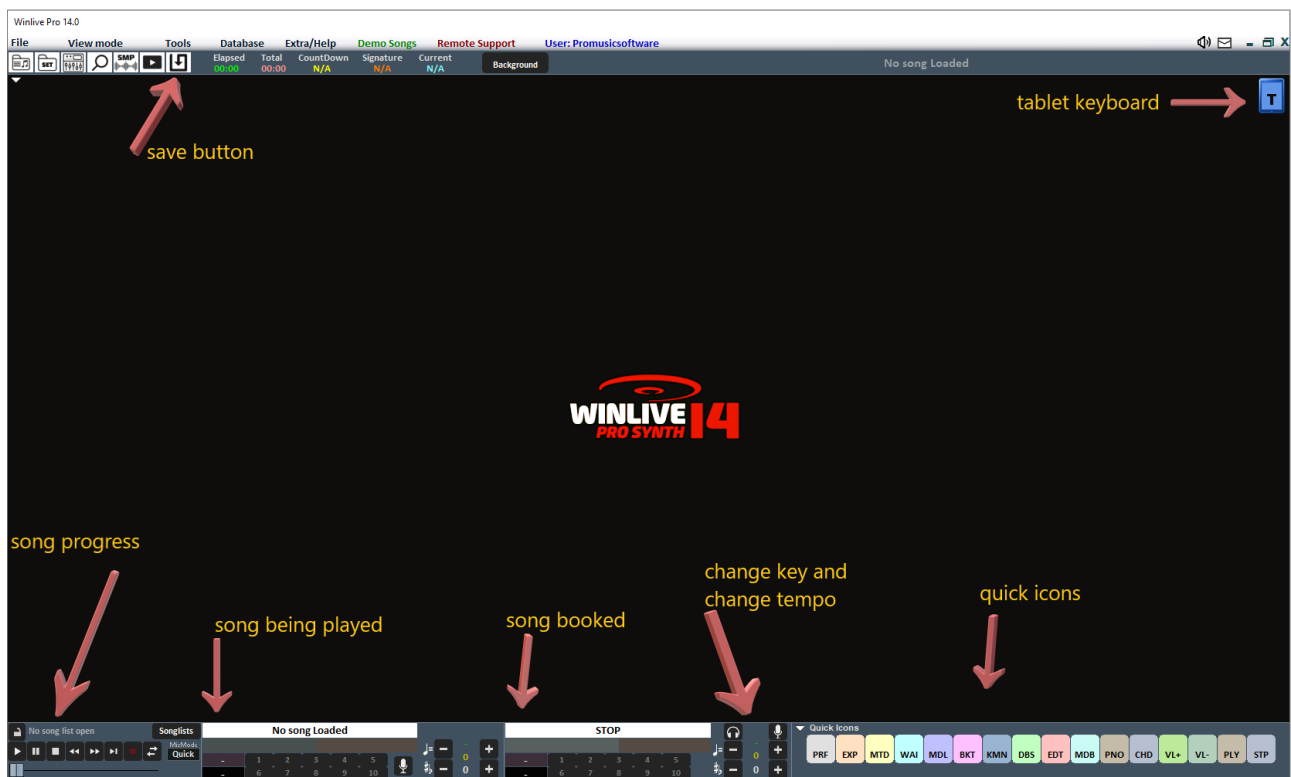 Winlive Pro 14.0
File View mode Tools Database Extra/Help Demo Songs Remote Support User: Promusicsoftware X
SET SMP Elapsed Total CountDown Signature Current Background No song Loaded
00:00 00:00 N/A N/A N/A
tablet keyboard T
save button
WINLIVE 14
PRO SYNTH
song progress
change key and
change tempo
quick icons
song being played
song booked
No song list open Songlists No song Loaded STOP Quick Icons
MixMode
Quick
- 1 2 3 4 5 - 0 + - 1 2 3 4 5 - 0 +
- 6 7 8 9 10 - 0 + - 6 7 8 9 10 - 0 +
PRF EXP MTD WAI MDL BKT KMN DBS EDT MDB PNO CHD VL+ VL- PLY STP